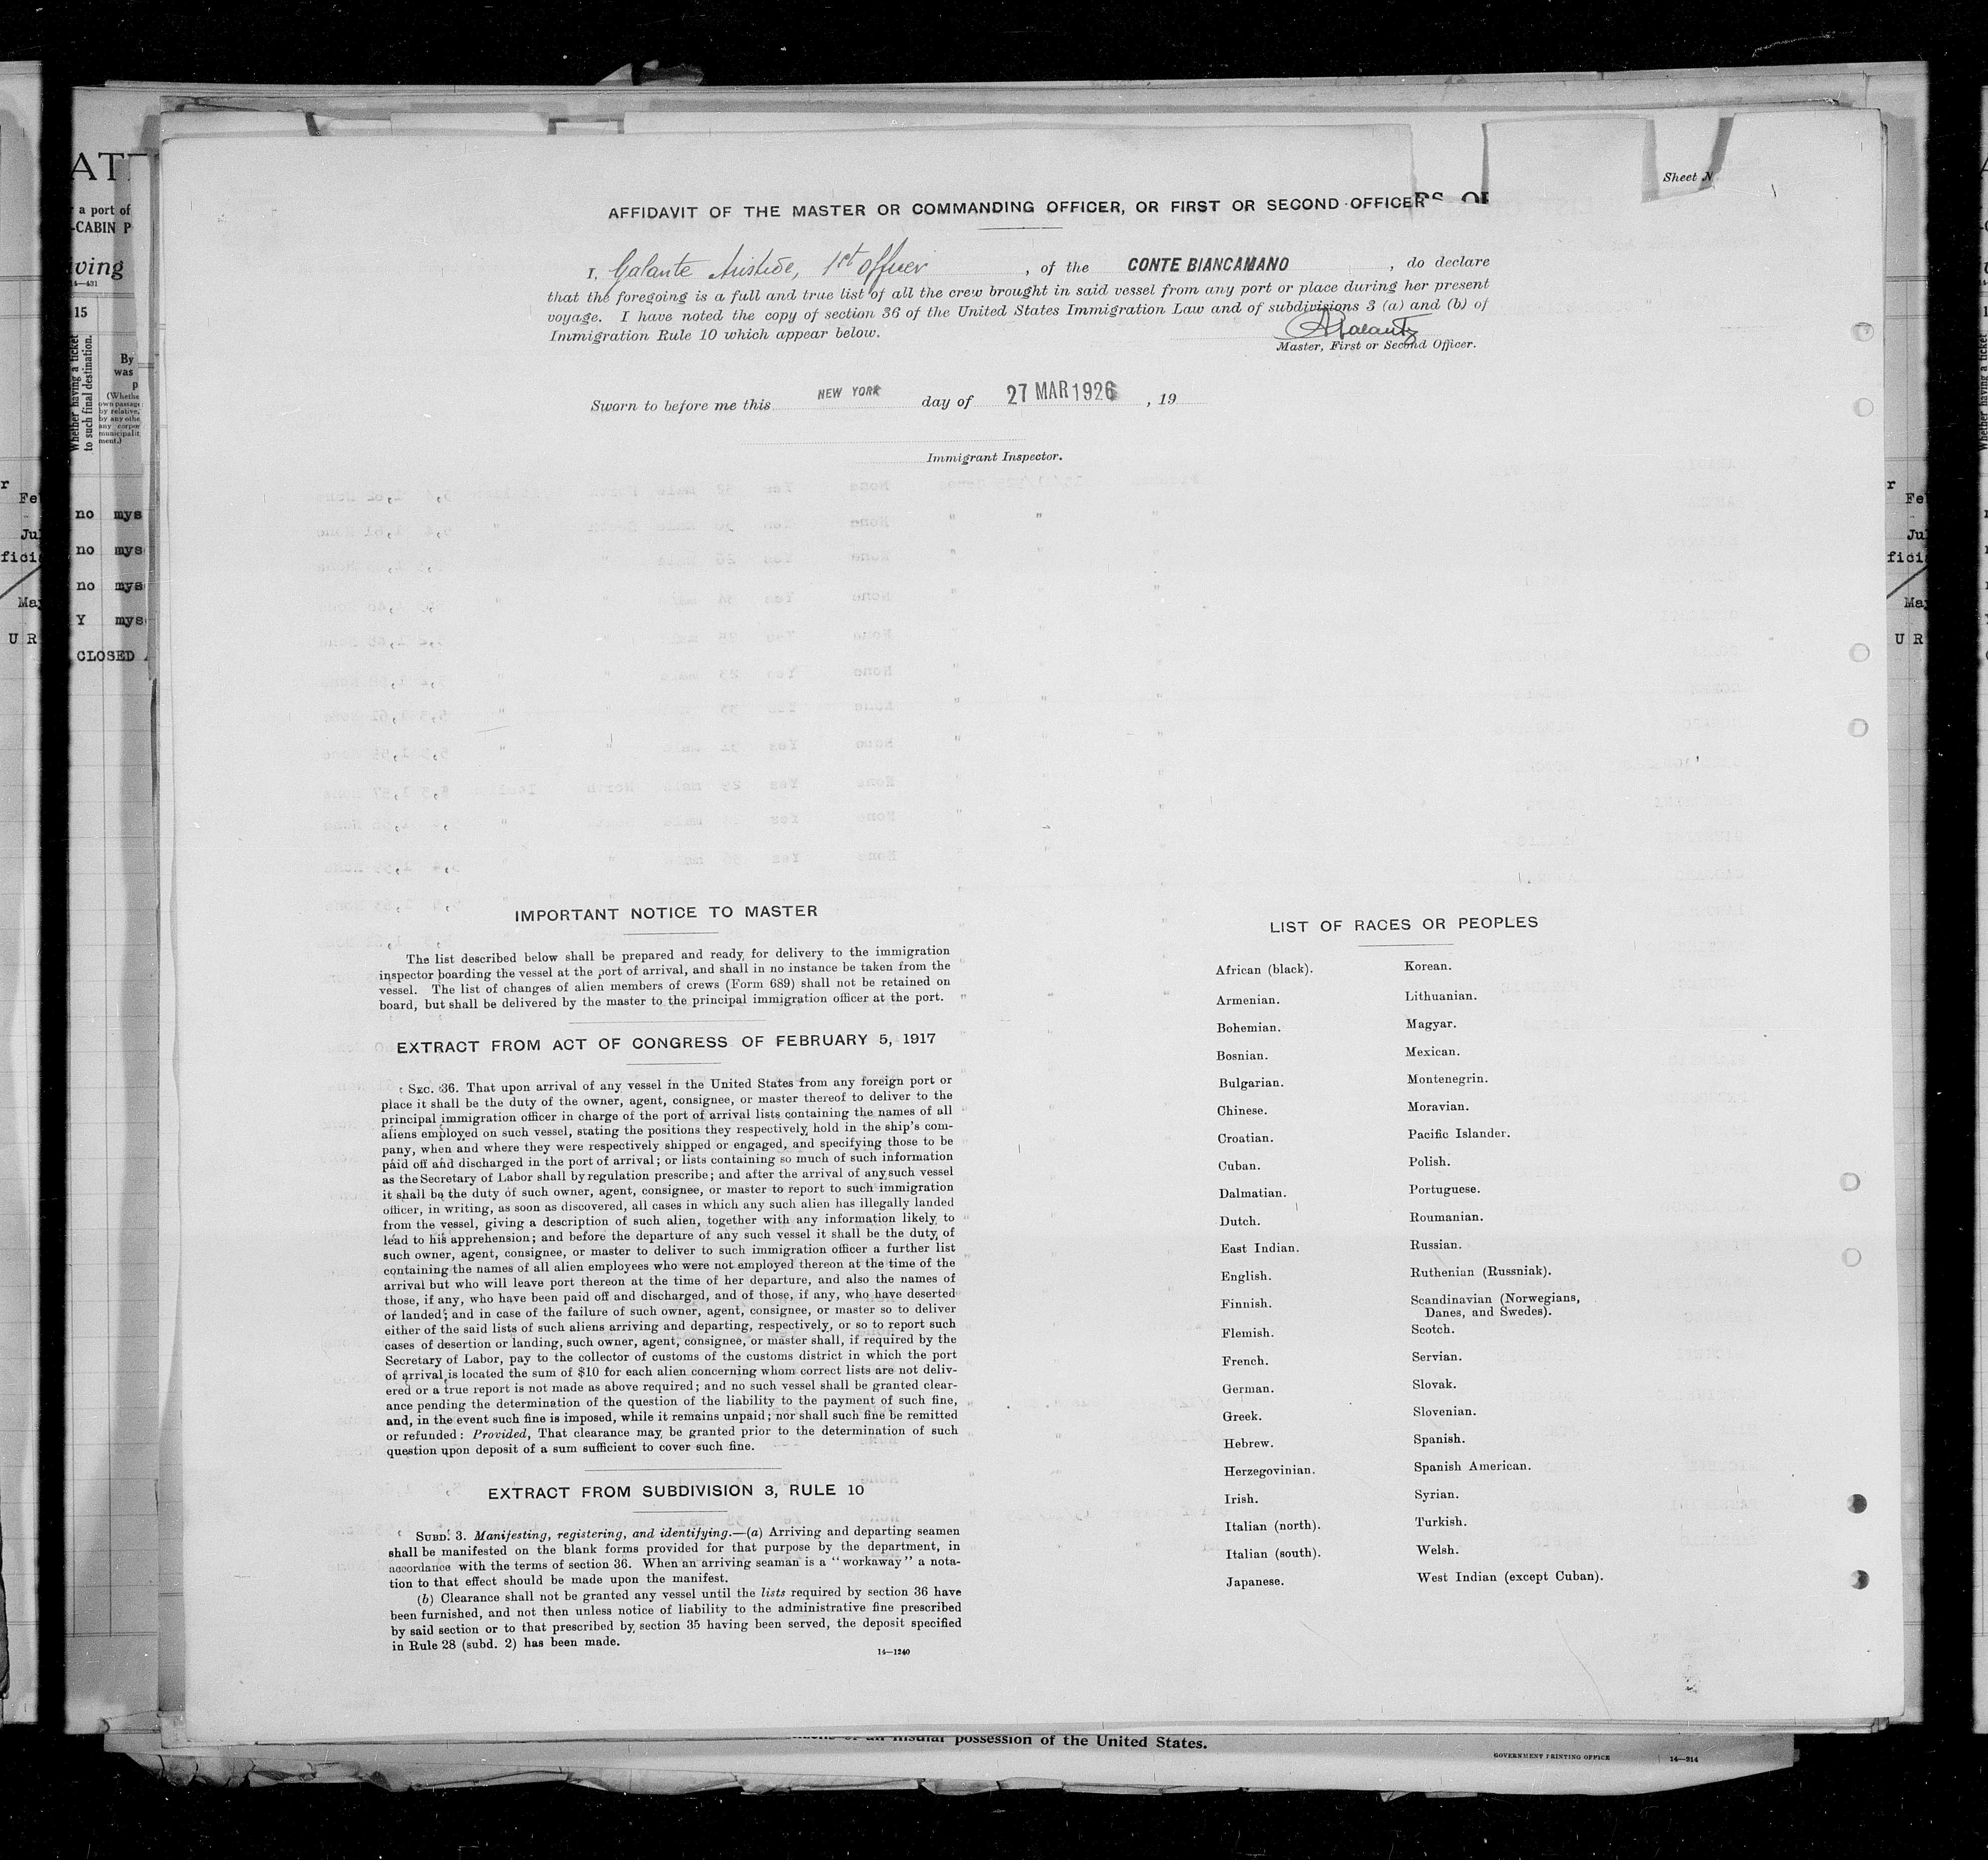 Sheet N
AFFIDAVIT OF THE MASTER OR COMMANDING OFFICER, OR FIRST OR SECOND OFFICER
I, Galante Aristide, 1st officer, of the CONTE BIANCAMANO, do declare
that the foregoing is a full and true list of all the crew brought in said vessel from any port or place during her present
voyage. I have noted the copy of section 36 of the United States Immigration Law and of subdivisions 3 (a) and (b) of
Immigration Rule 10 which appear below.
AGalante
Master, First or Second Officer.
Sworn to before me this NEW YORK day of 27 MAR 1926, 19
Immigrant Inspector.
IMPORTANT NOTICE TO MASTER
The list described below shall be prepared and ready for delivery to the immigration
inspector boarding the vessel at the port of arrival, and shall in no instance be taken from the
vessel. The list of changes of alien members of crews (Form 689) shall not be retained on
board, but shall be delivered by the master to the principal immigration officer at the port.
EXTRACT FROM ACT OF CONGRESS OF FEBRUARY 5, 1917
SEC. 36. That upon arrival of any vessel in the United States from any foreign port or
place it shall be the duty of the owner, agent, consignee, or master thereof to deliver to the
principal immigration officer in charge of the port of arrival lists containing the names of all
aliens employed on such vessel, stating the positions they respectively hold in the ship's com-
pany, when and where they were respectively shipped or engaged, and specifying those to be
paid off and discharged in the port of arrival; or lists containing so much of such information
as the Secretary of Labor shall by regulation prescribe; and after the arrival of any such vessel
it shall be the duty of such owner, agent, consignee, or master to report to such immigration
officer, in writing, as soon as discovered, all cases in which any such alien has illegally landed
from the vessel, giving a description of such alien, together with any information likely to
lead to his apprehension; and before the departure of any such vessel it shall be the duty of
such owner, agent, consignee, or master to deliver to such immigration officer a further list
containing the names of all alien employees who were not employed thereon at the time of the
arrival but who will leave port thereon at the time of her departure, and also the names of
those, if any, who have been paid off and discharged, and of those, if any, who have deserted
or landed; and in case of the failure of such owner, agent, consignee, or master so to deliver
either of the said lists of such aliens arriving and departing, respectively, or so to report such
cases of desertion or landing, such owner, agent, consignee, or master shall, if required by the
Secretary of Labor, pay to the collector of customs of the customs district in which the port
of arrival is located the sum of $10 for each alien concerning whom correct lists are not deliv-
ered or a true report is not made as above required; and no such vessel shall be granted clear-
ance pending the determination of the question of the liability to the payment of such fine,
and, in the event such fine is imposed, while it remains unpaid; nor shall such fine be remitted
or refunded: Provided, That clearance may be granted prior to the determination of such
question upon deposit of a sum sufficient to cover such fine.
EXTRACT FROM SUBDIVISION 3, RULE 10
SUBD. 3. Manifesting, registering, and identifying.—(a) Arriving and departing seamen
shall be manifested on the blank forms provided for that purpose by the department, in
accordance with the terms of section 36. When an arriving seaman is a "workaway" a nota-
tion to that effect should be made upon the manifest.
(b) Clearance shall not be granted any vessel until the lists required by section 36 have
been furnished, and not then unless notice of liability to the administrative fine prescribed
by said section or to that prescribed by section 35 having been served, the deposit specified
in Rule 28 (subd. 2) has been made.
14—1240
LIST OF RACES OR PEOPLES
African (black).
Armenian.
Bohemian.
Bosnian.
Bulgarian.
Chinese.
Croatian.
Cuban.
Dalmatian.
Dutch.
East Indian.
English.
Finnish.
Flemish.
French.
German.
Greek.
Hebrew.
Herzegovinian.
Irish.
Italian (north).
Italian (south).
Japanese.
Korean.
Lithuanian.
Magyar.
Mexican.
Montenegrin.
Moravian.
Pacific Islander.
Polish.
Portuguese.
Roumanian.
Russian.
Ruthenian (Russniak).
Scandinavian (Norwegians,
Danes, and Swedes).
Scotch.
Servian.
Slovak.
Slovenian.
Spanish.
Spanish American.
Syrian.
Turkish.
Welsh.
West Indian (except Cuban).
possession of the United States.
GOVERNMENT PRINTING OFFICE 14—214
a port of
-CABIN P
14—431
15
Whether having a ticket
to such final destination.
By
was
p
no mys
no mys
no mys
Y mys
CLOSED